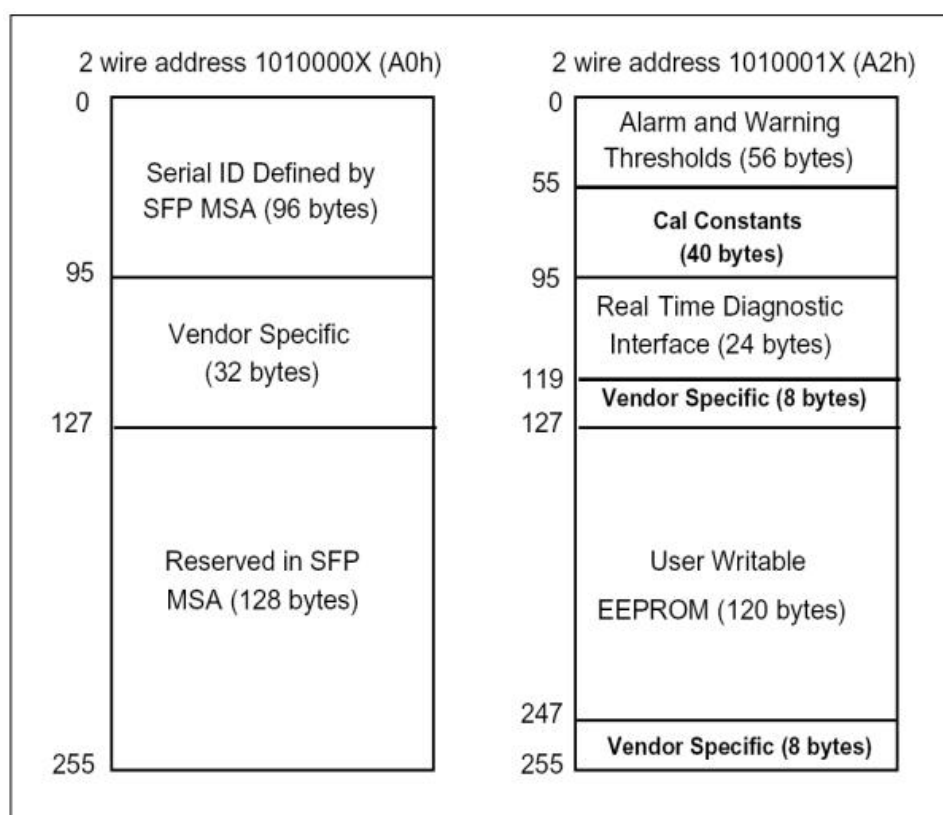 2 wire address 1010000X (A0h)
0
Serial ID Defined by
SFP MSA (96 bytes)
95
Vendor Specific
(32 bytes)
127
Reserved in SFP
MSA (128 bytes)
255
2 wire address 1010001X (A2h)
0
Alarm and Warning
Thresholds (56 bytes)
55
Cal Constants
(40 bytes)
95
Real Time Diagnostic
Interface (24 bytes)
119
Vendor Specific (8 bytes)
127
User Writable
EEPROM (120 bytes)
247
Vendor Specific (8 bytes)
255